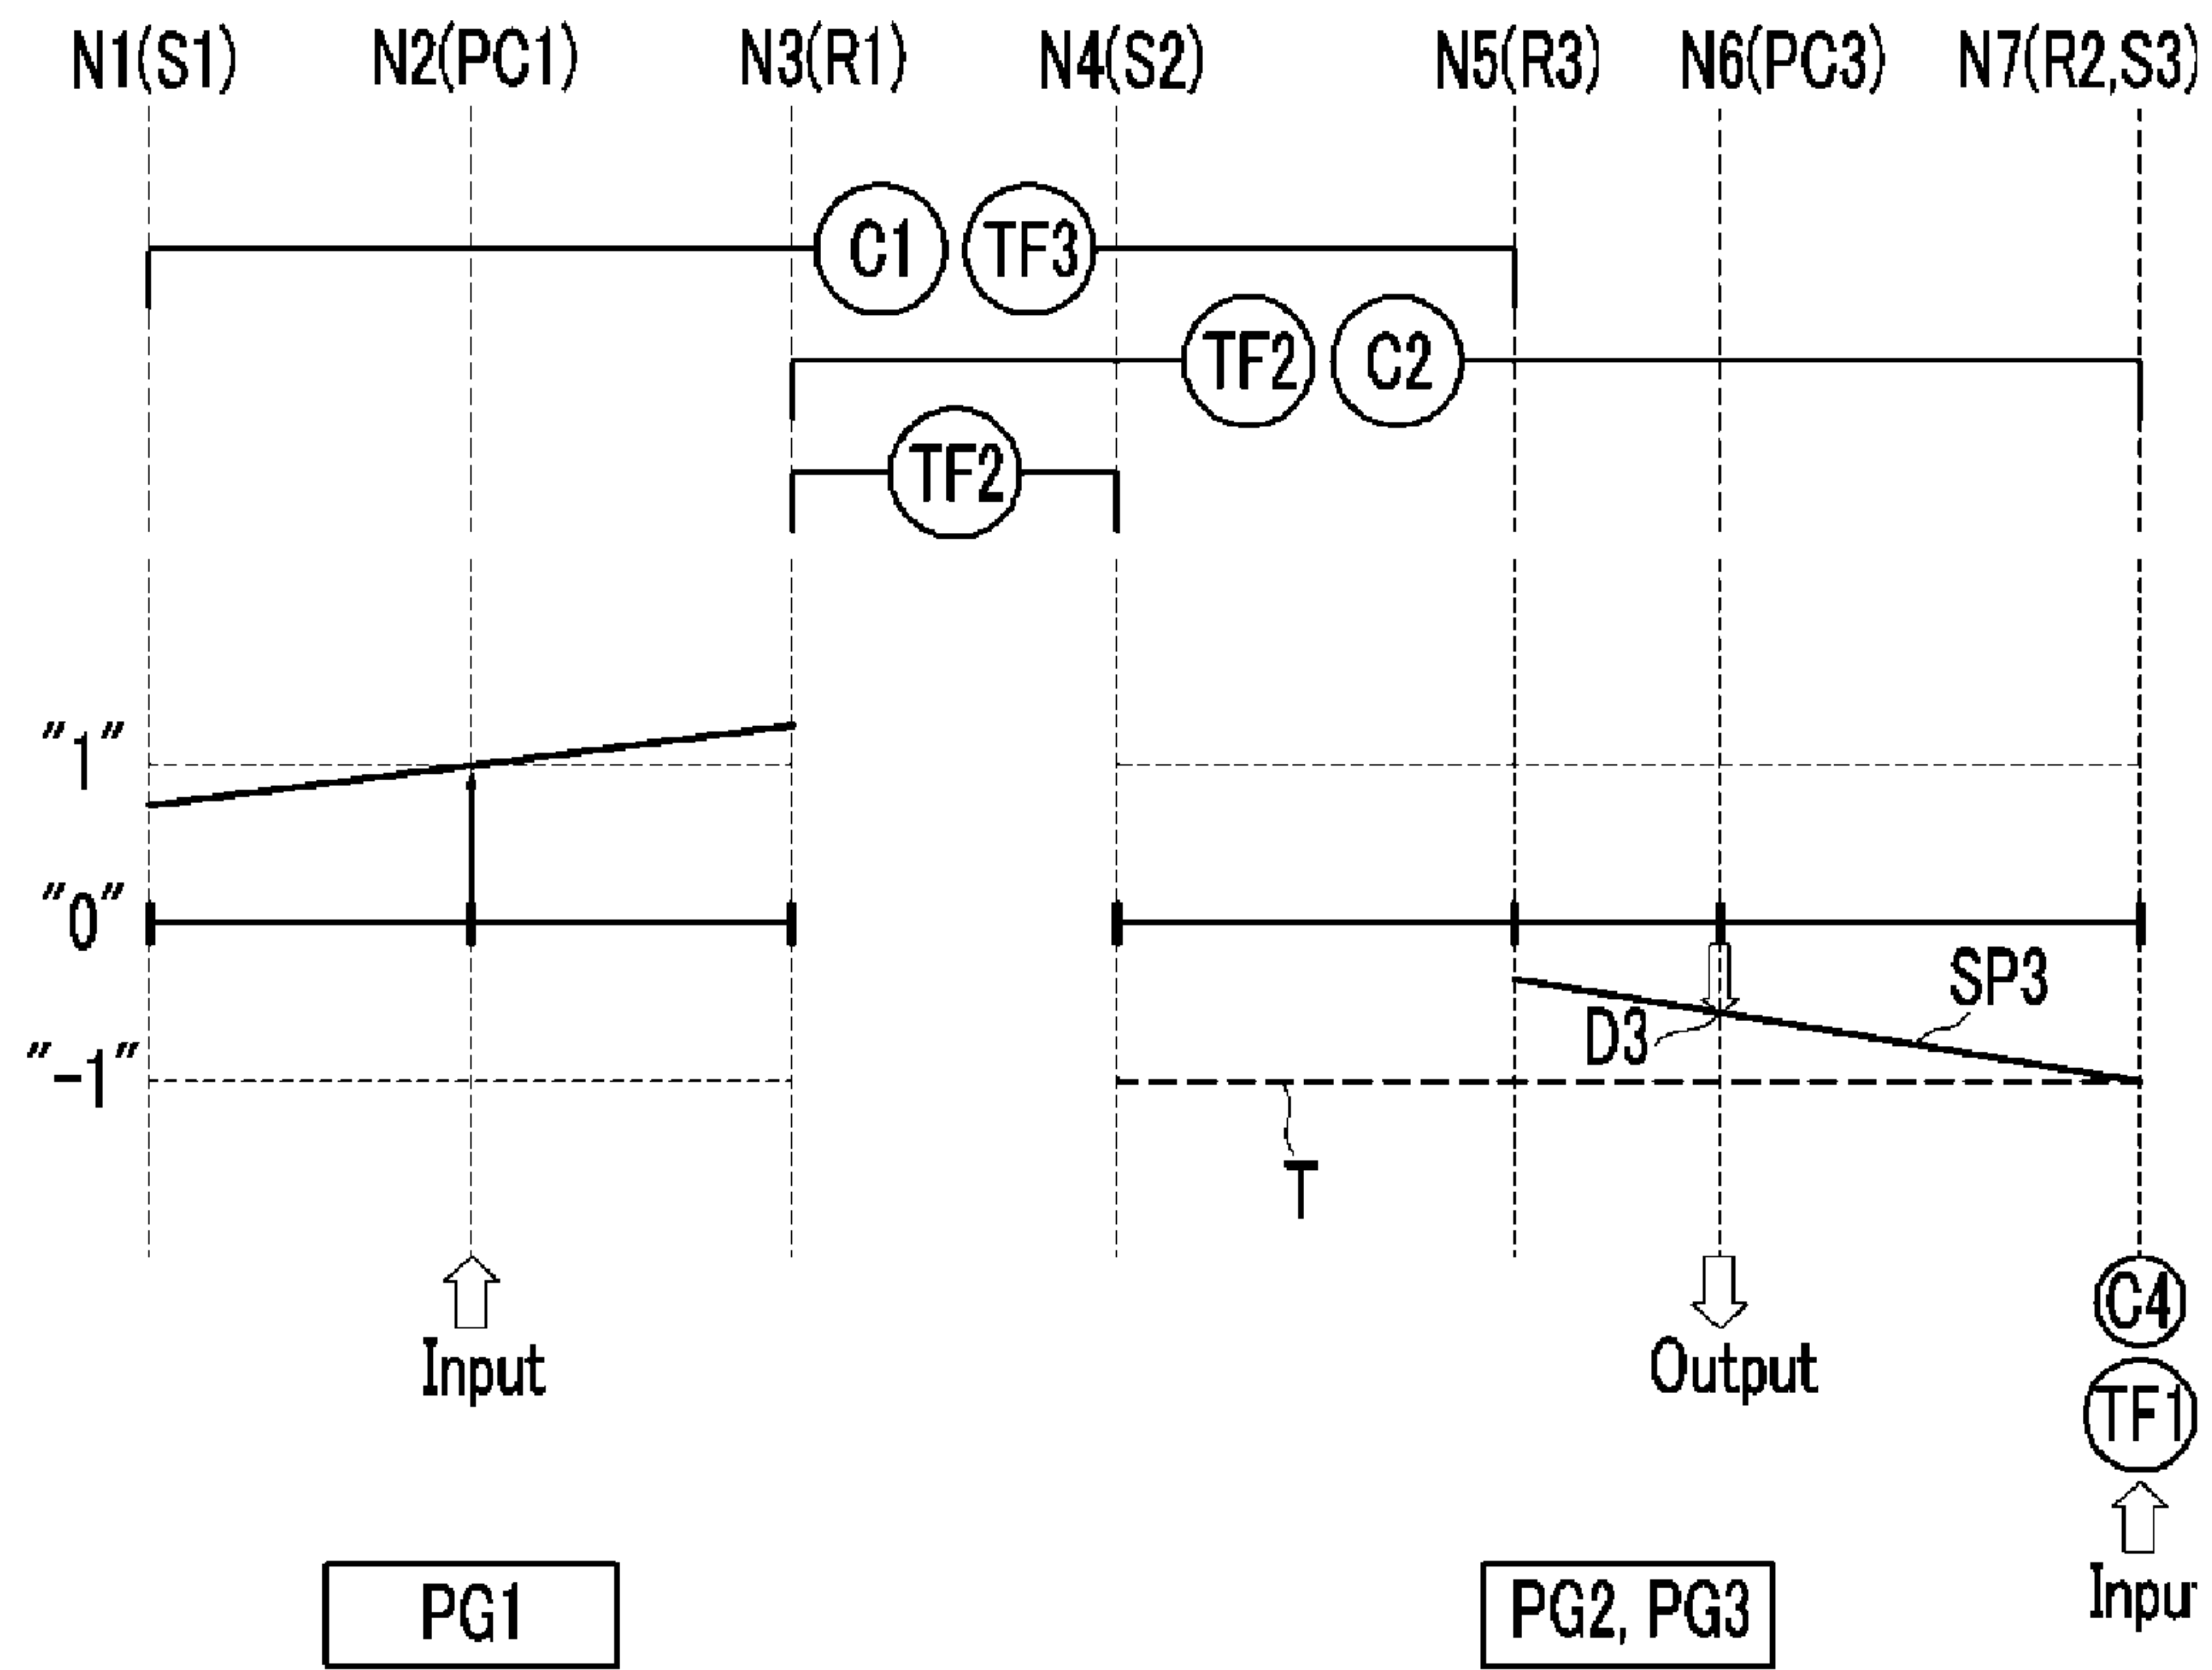 N1(S1) N2(PC1) N3(R1) N4(S2) N5(R3) N6(PC3) N7(R2,S3)
C1 TF3
TF2 C2
TF2
"1"
"0"
SP3
D3
"-1"
T
C4
Input Output
TF1
Inpu
PG1 PG2, PG3